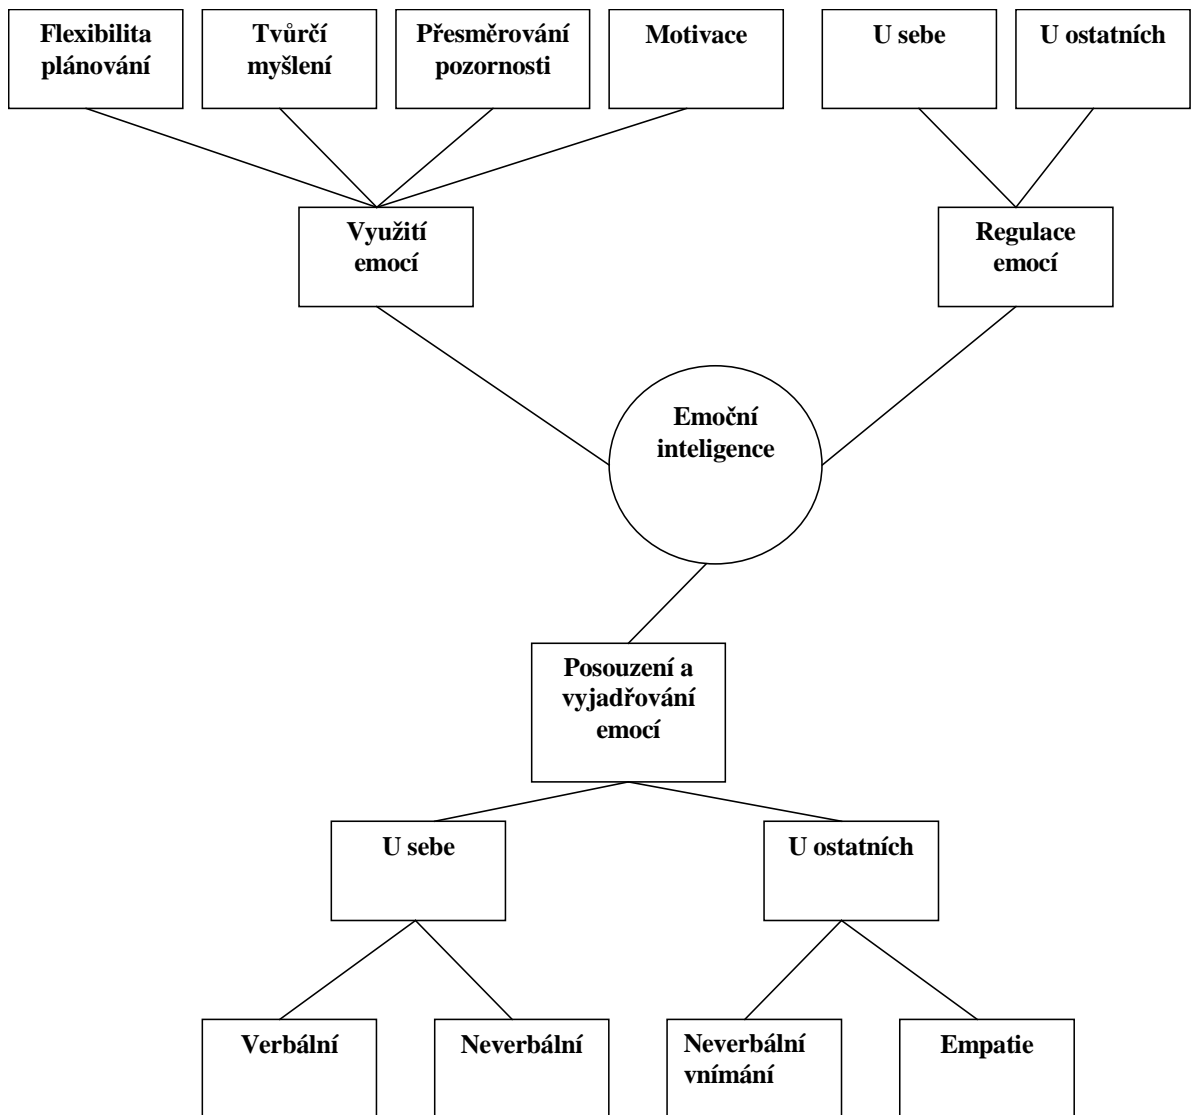 Flexibilita
plánování
Tvůrčí
myšlení
Přesměrování
pozornosti
Motivace
U sebe
U ostatních
Využití
emocí
Regulace
emocí
Emoční
inteligence
Posouzení a
vyjadřování
emocí
U sebe
U ostatních
Verbální
Neverbální
Neverbální
vnímání
Empatie